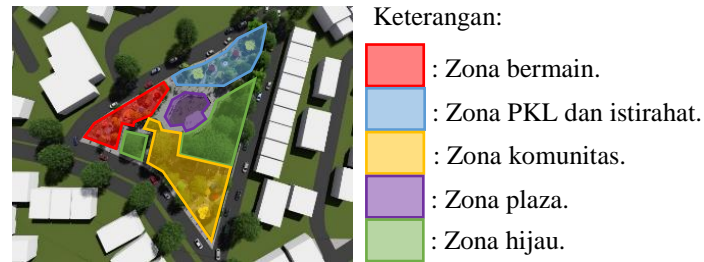 Keterangan:
: Zona bermain.
: Zona PKL dan istirahat.
: Zona komunitas.
: Zona plaza.
: Zona hijau.